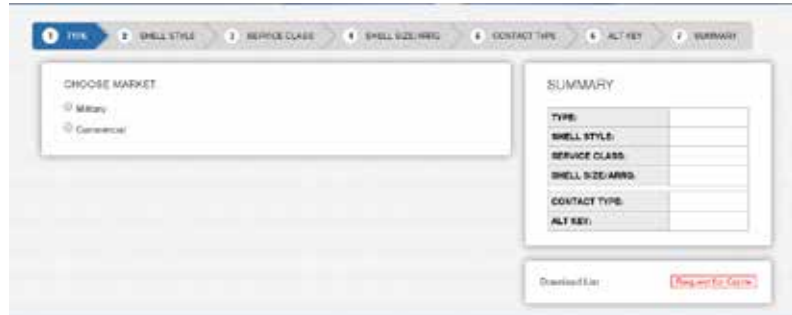 1 TYPE 2 SHELL STYLE 3 SERVICE CLASS 4 SHELL SIZE/ARRG 5 CONTACT TYPE 6 ALT KEY 7 SUMMARY
CHOOSE MARKET
Military
Commercial
SUMMARY
TYPE:
SHELL STYLE:
SERVICE CLASS:
SHELL SIZE/ARRG:
CONTACT TYPE:
ALT KEY:
Download List
Request for Quote